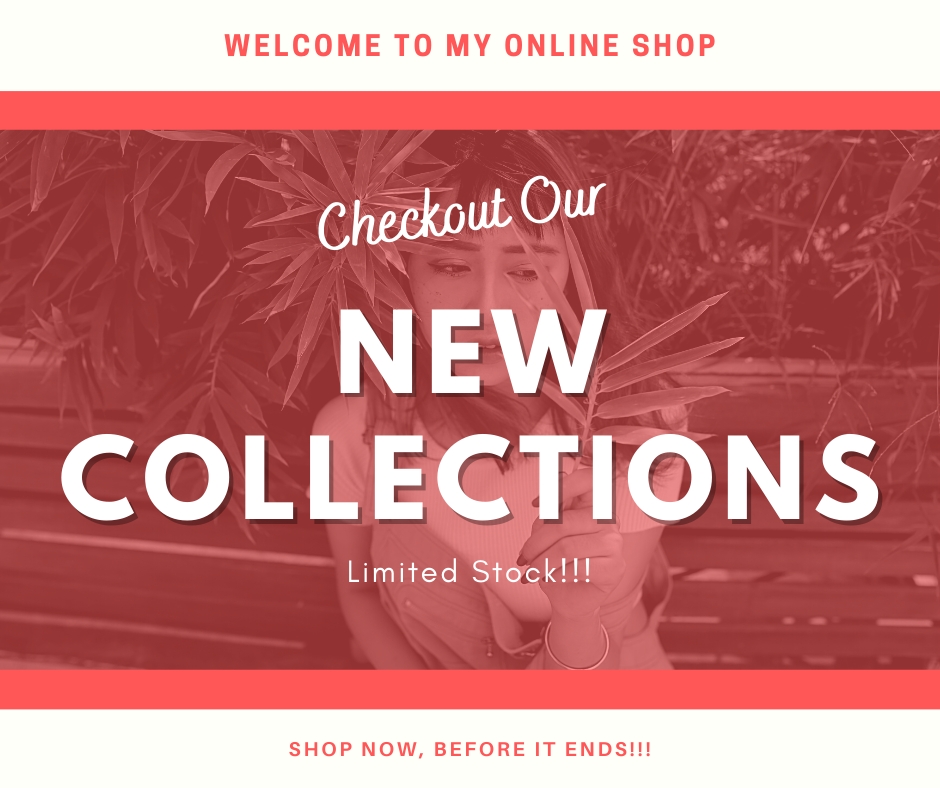 WELCOME TO MY ONLINE SHOP
Checkout Our
NEW
COLLECTIONS
Limited Stock!!!
SHOP NOW, BEFORE IT ENDS!!!